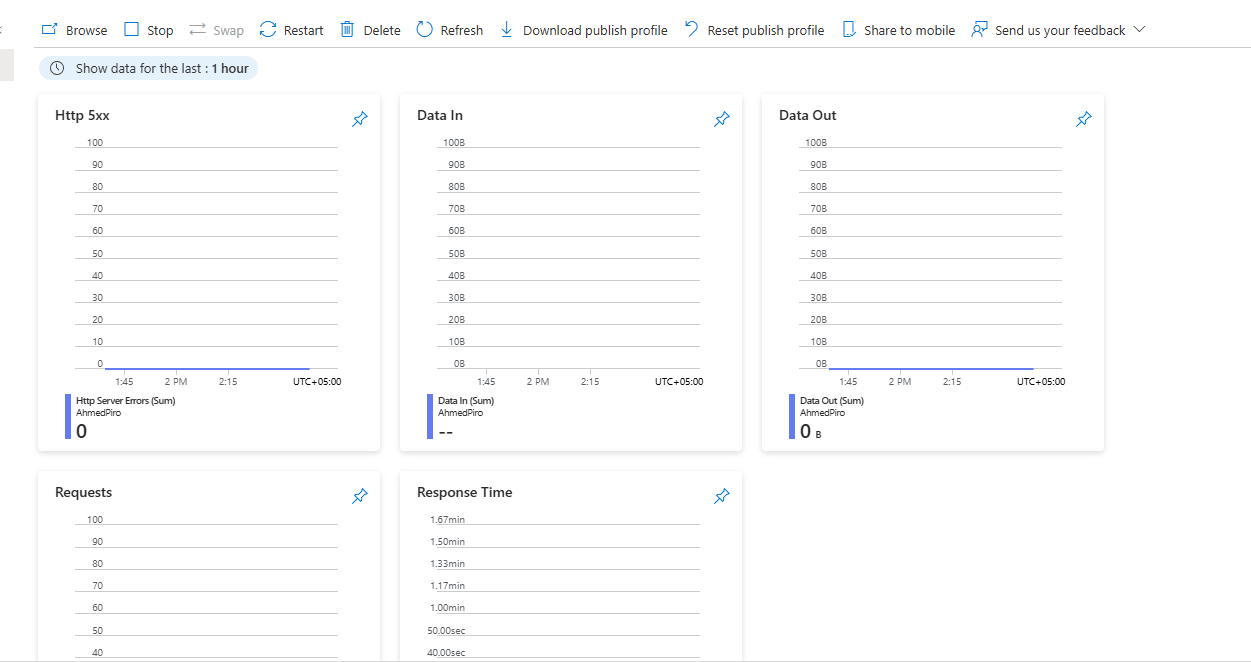 Browse Stop Swap Restart Delete Refresh Download publish profile Reset publish profile Share to mobile Send us your feedback
Show data for the last : 1 hour
Http 5xx
100
90
80
70
60
50
40
30
20
10
0
1:45 2 PM 2:15 UTC+05:00
Http Server Errors (Sum)
AhmedPiro
0
Data In
100B
90B
80B
70B
60B
50B
40B
30B
20B
10B
0B
1:45 2 PM 2:15 UTC+05:00
Data In (Sum)
AhmedPiro
--
Data Out
100B
90B
80B
70B
60B
50B
40B
30B
20B
10B
0B
1:45 2 PM 2:15 UTC+05:00
Data Out (Sum)
AhmedPiro
0 B
Requests
100
90
80
70
60
50
40
Response Time
1.67min
1.50min
1.33min
1.17min
1.00min
50.00sec
40.00sec